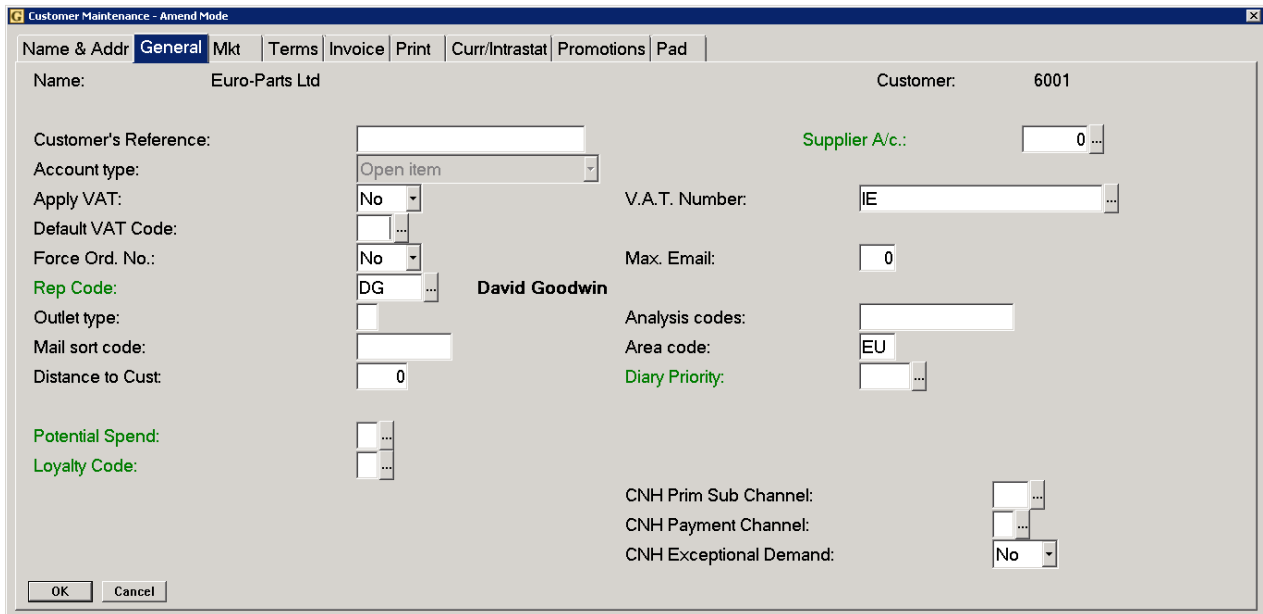 G Customer Maintenance - Amend Mode
Name & Addr General Mkt Terms Invoice Print Curr/Intrastat Promotions Pad
Name: Euro-Parts Ltd Customer: 6001
Customer's Reference: Supplier A/c.: 0 ...
Account type: Open item
Apply VAT: No V.A.T. Number: IE ...
Default VAT Code: ...
Force Ord. No.: No Max. Email: 0
Rep Code: DG ... David Goodwin
Outlet type: Analysis codes:
Mail sort code: Area code: EU
Distance to Cust: 0 Diary Priority: ...
Potential Spend: ...
Loyalty Code: ...
CNH Prim Sub Channel: ...
CNH Payment Channel: ...
CNH Exceptional Demand: No
OK Cancel